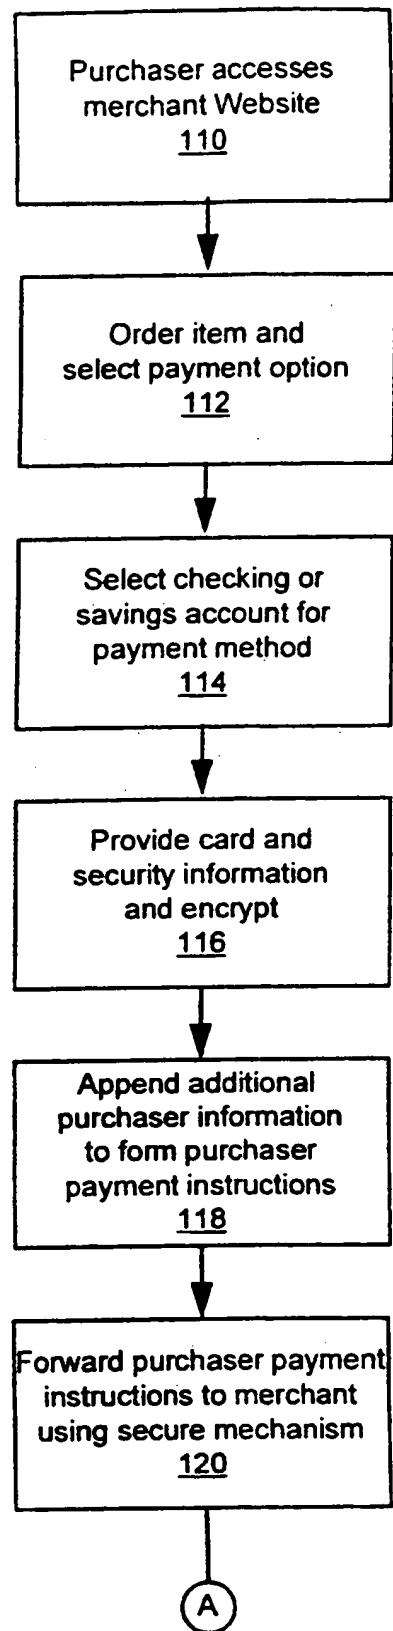 Purchaser accesses
merchant Website
110
Order item and
select payment option
112
Select checking or
savings account for
payment method
114
Provide card and
security information
and encrypt
116
Append additional
purchaser information
to form purchaser
payment instructions
118
Forward purchaser payment
instructions to merchant
using secure mechanism
120
A